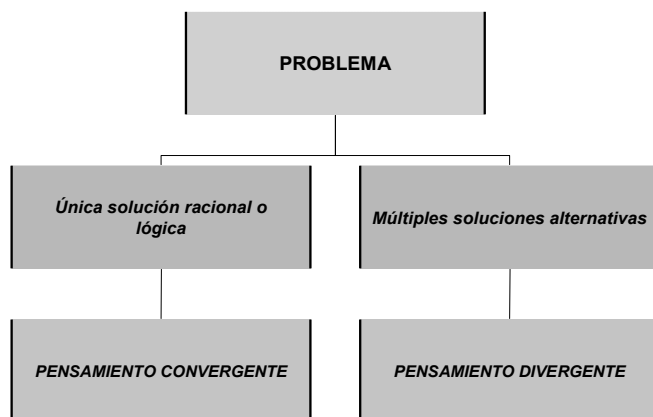 PROBLEMA
Única solución racional o
lógica
Múltiples soluciones alternativas
PENSAMIENTO CONVERGENTE
PENSAMIENTO DIVERGENTE